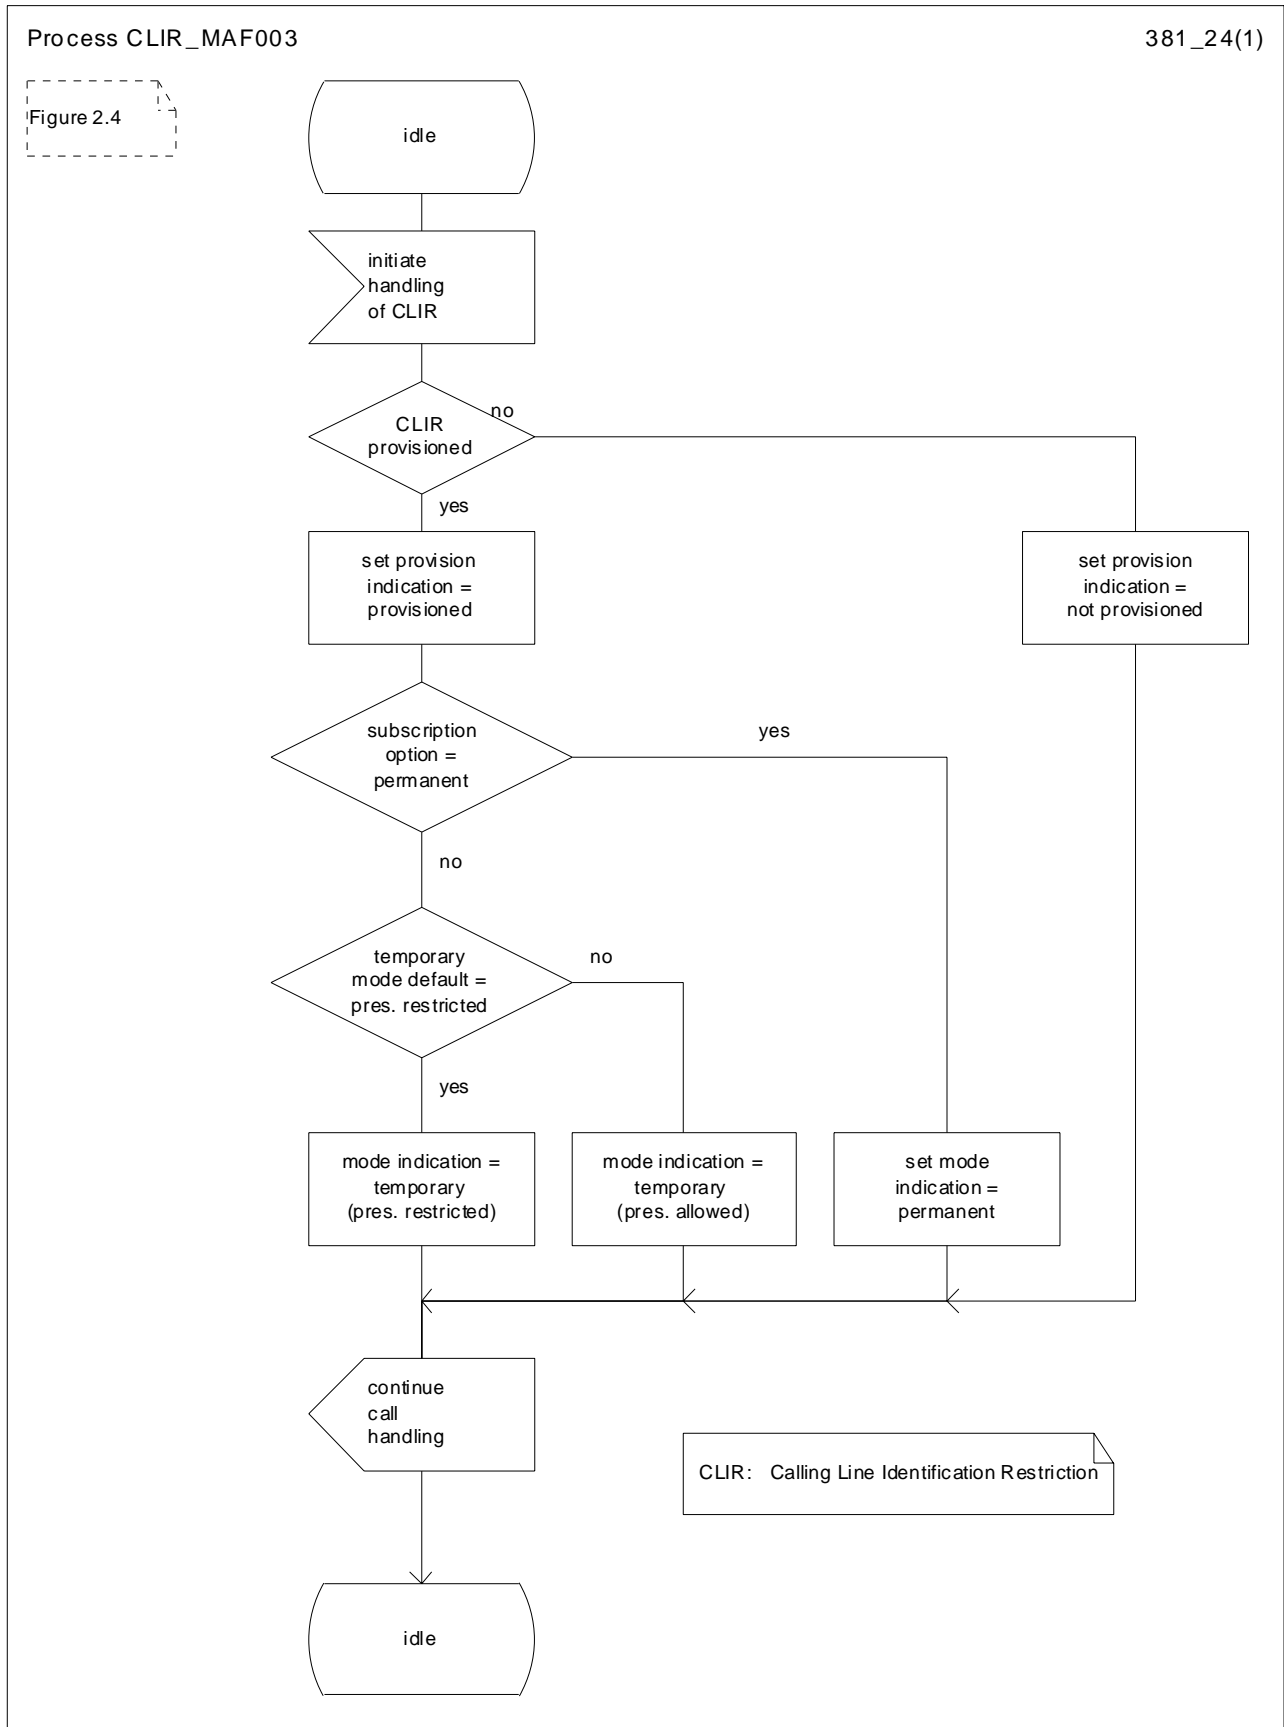 Process CLIR_MAF003
381_24(1)
Figure 2.4
idle
initiate
handling
of CLIR
CLIR
provisioned
no
yes
set provision
indication =
provisioned
set provision
indication =
not provisioned
subscription
option =
permanent
yes
no
temporary
mode default =
pres. restricted
no
yes
mode indication =
temporary
(pres. restricted)
mode indication =
temporary
(pres. allowed)
set mode
indication =
permanent
continue
call
handling
CLIR: Calling Line Identification Restriction
idle